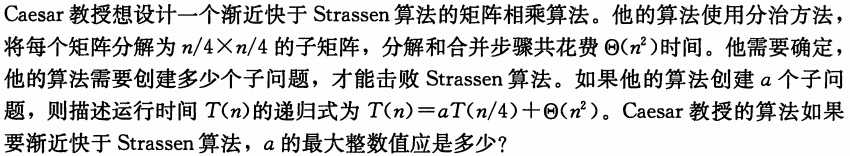 Caesar 教授想设计一个渐近快于 Strassen 算法的矩阵相乘算法。他的算法使用分治方法，
将每个矩阵分解为 n/4×n/4 的子矩阵，分解和合并步骤共花费 Θ(n²)时间。他需要确定，
他的算法需要创建多少个子问题，才能击败 Strassen 算法。如果他的算法创建 a 个子问
题，则描述运行时间 T(n)的递归式为 T(n)=aT(n/4)+Θ(n²)。Caesar 教授的算法如果
要渐近快于 Strassen 算法，a 的最大整数值应是多少?